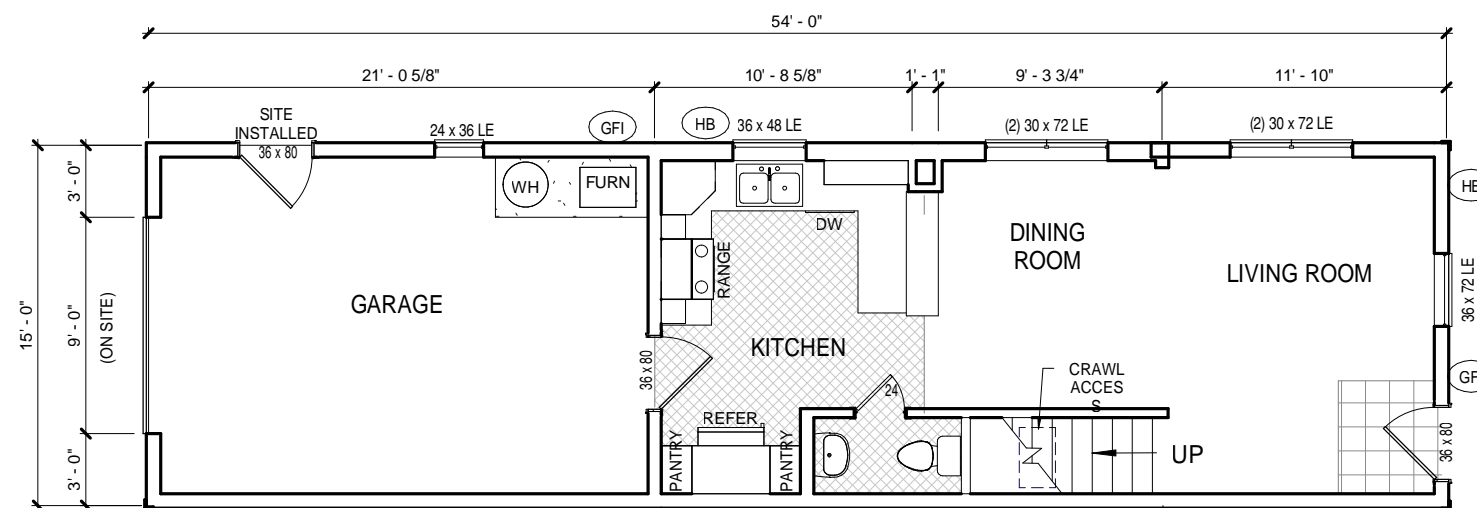 54' - 0"
21' - 0 5/8"
10' - 8 5/8"
1' - 1"
9' - 3 3/4"
11' - 10"
SITE
INSTALLED
36 x 80
24 x 36 LE
GFI
HB
36 x 48 LE
(2) 30 x 72 LE
(2) 30 x 72 LE
HB
3' - 0"
WH
FURN
DW
DINING
ROOM
LIVING ROOM
RANGE
36 x 72 LE
15' - 0"
9' - 0"
(ON SITE)
GARAGE
KITCHEN
36 x 80
24
CRAWL
ACCES
S
GF
REFER
PANTRY
PANTRY
UP
36 x 80
3' - 0"